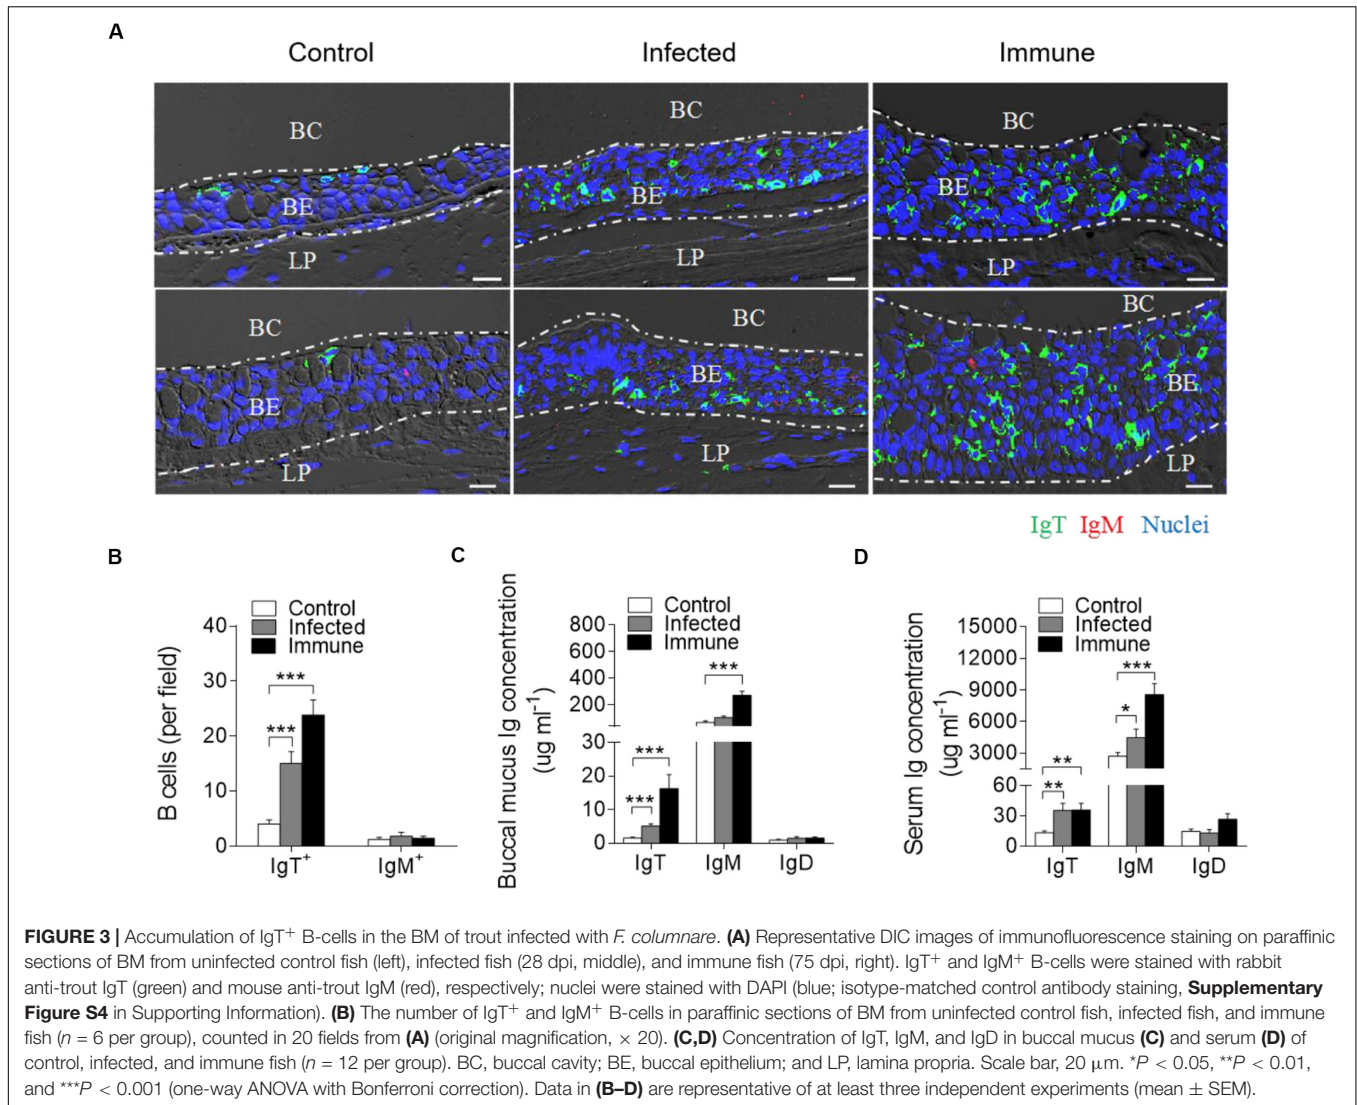 A
Control Infected Immune
BC BC BC
BE BE BE
LP LP LP
BC BC BC
BE BE BE
LP LP LP
IgT IgM Nuclei
B
Control
Infected
Immune
B cells (per field)
40
30
20
10
0
***
***
IgT+ IgM+
C
Control
Infected
Immune
Buccal mucus Ig concentration
(ug ml-1)
800
600
400
200
30
20
10
0
***
***
***
IgT IgM IgD
D
Control
Infected
Immune
Serum Ig concentration
(ug ml-1)
15000
12000
9000
6000
3000
60
30
0
**
**
*
***
IgT IgM IgD
FIGURE 3 | Accumulation of IgT+ B-cells in the BM of trout infected with F. columnare. (A) Representative DIC images of immunofluorescence staining on paraffinic
sections of BM from uninfected control fish (left), infected fish (28 dpi, middle), and immune fish (75 dpi, right). IgT+ and IgM+ B-cells were stained with rabbit
anti-trout IgT (green) and mouse anti-trout IgM (red), respectively; nuclei were stained with DAPI (blue; isotype-matched control antibody staining, Supplementary
Figure S4 in Supporting Information). (B) The number of IgT+ and IgM+ B-cells in paraffinic sections of BM from uninfected control fish, infected fish, and immune
fish (n = 6 per group), counted in 20 fields from (A) (original magnification, × 20). (C,D) Concentration of IgT, IgM, and IgD in buccal mucus (C) and serum (D) of
control, infected, and immune fish (n = 12 per group). BC, buccal cavity; BE, buccal epithelium; and LP, lamina propria. Scale bar, 20 μm. *P < 0.05, **P < 0.01,
and ***P < 0.001 (one-way ANOVA with Bonferroni correction). Data in (B–D) are representative of at least three independent experiments (mean ± SEM).